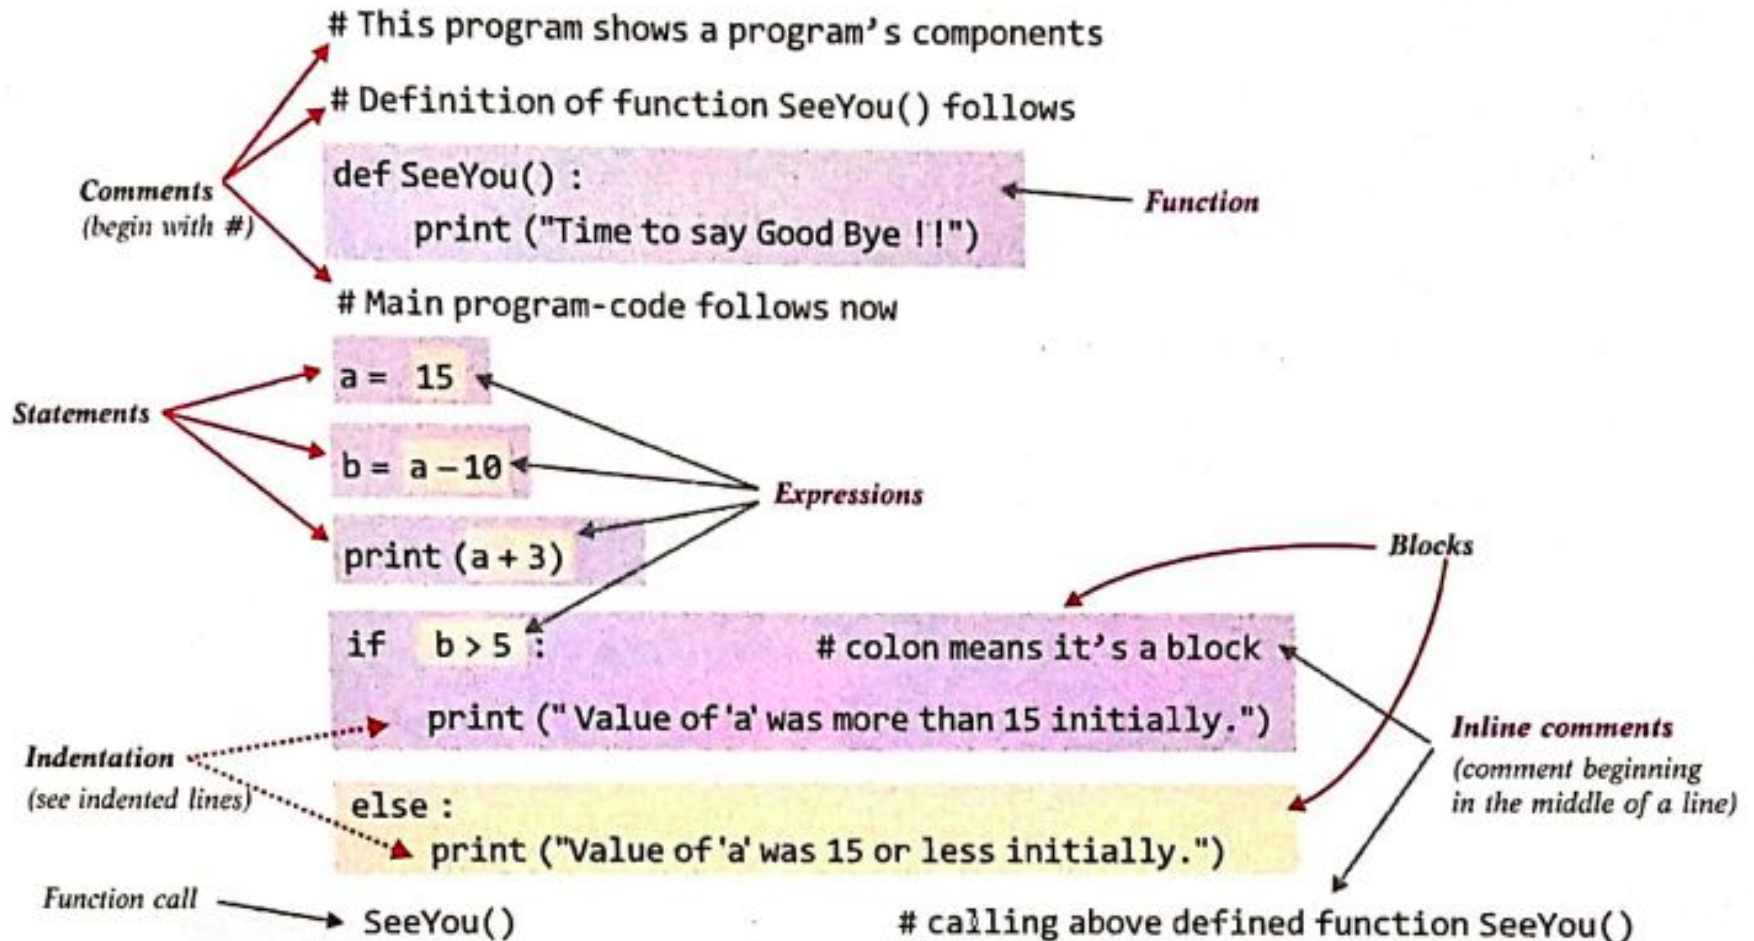 # This program shows a program's components
# Definition of function SeeYou() follows
Comments
(begin with #)
def SeeYou() :
print ("Time to say Good Bye !!")
Function
# Main program-code follows now
Statements
a = 15
b = a – 10
print (a + 3)
Expressions
Blocks
if b > 5 : # colon means it's a block
print (" Value of 'a' was more than 15 initially.")
Indentation
(see indented lines)
Inline comments
(comment beginning
in the middle of a line)
else :
print ("Value of 'a' was 15 or less initially.")
Function call
SeeYou() # calling above defined function SeeYou()